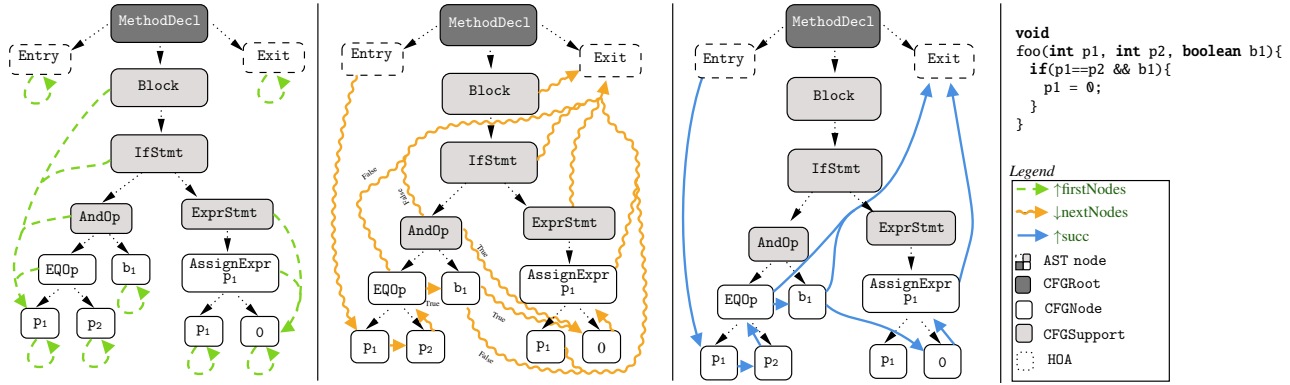 MethodDecl
Entry
Exit
Block
IfStmt
AndOp
ExprStmt
EQOp
b1
AssignExpr
p1
p1
p2
p1
0
MethodDecl
Entry
Exit
Block
IfStmt
False
False
AndOp
ExprStmt
True
EQOp
b1
AssignExpr
p1
True
True
p1
p2
False
p1
0
MethodDecl
Entry
Exit
Block
IfStmt
AndOp
ExprStmt
EQOp
b1
AssignExpr
p1
p1
p2
p1
0
void
foo(int p1, int p2, boolean b1){
if(p1==p2 && b1){
p1 = 0;
}
}
Legend
↑firstNodes
↓nextNodes
↑succ
AST node
CFGRoot
CFGNode
CFGSupport
HOA